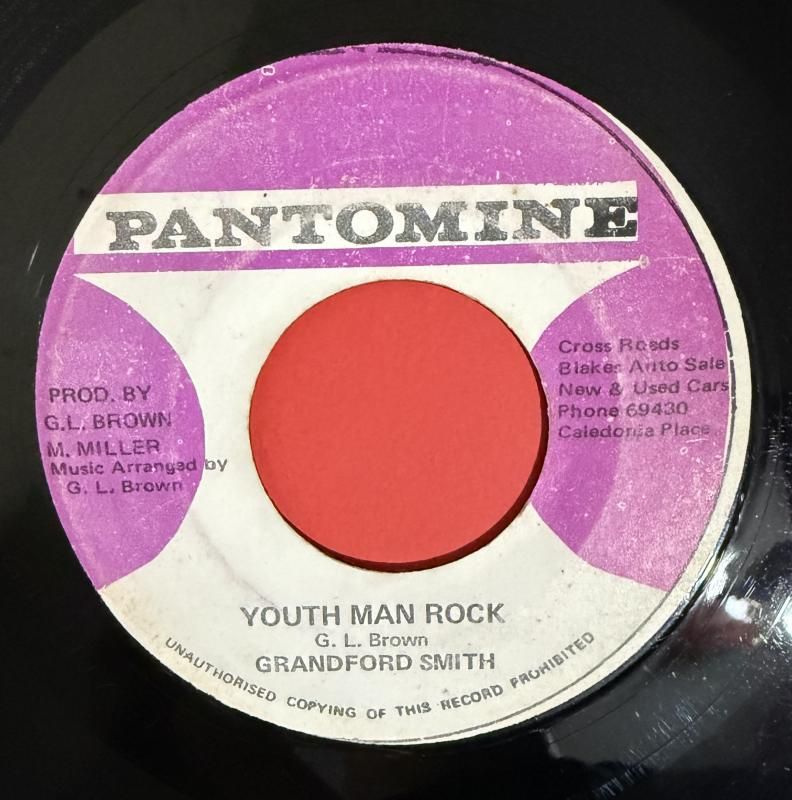 PANTOMINE
PROD. BY
G.L. BROWN
M. MILLER
Music Arranged by
G. L. Brown
Cross Roads
Blakes Auto Sale
New & Used Cars
Phone 69430
Caledonia Place
YOUTH MAN ROCK
G. L. Brown
GRANDFORD SMITH
UNAUTHORISED COPYING OF THIS RECORD PROHIBITED